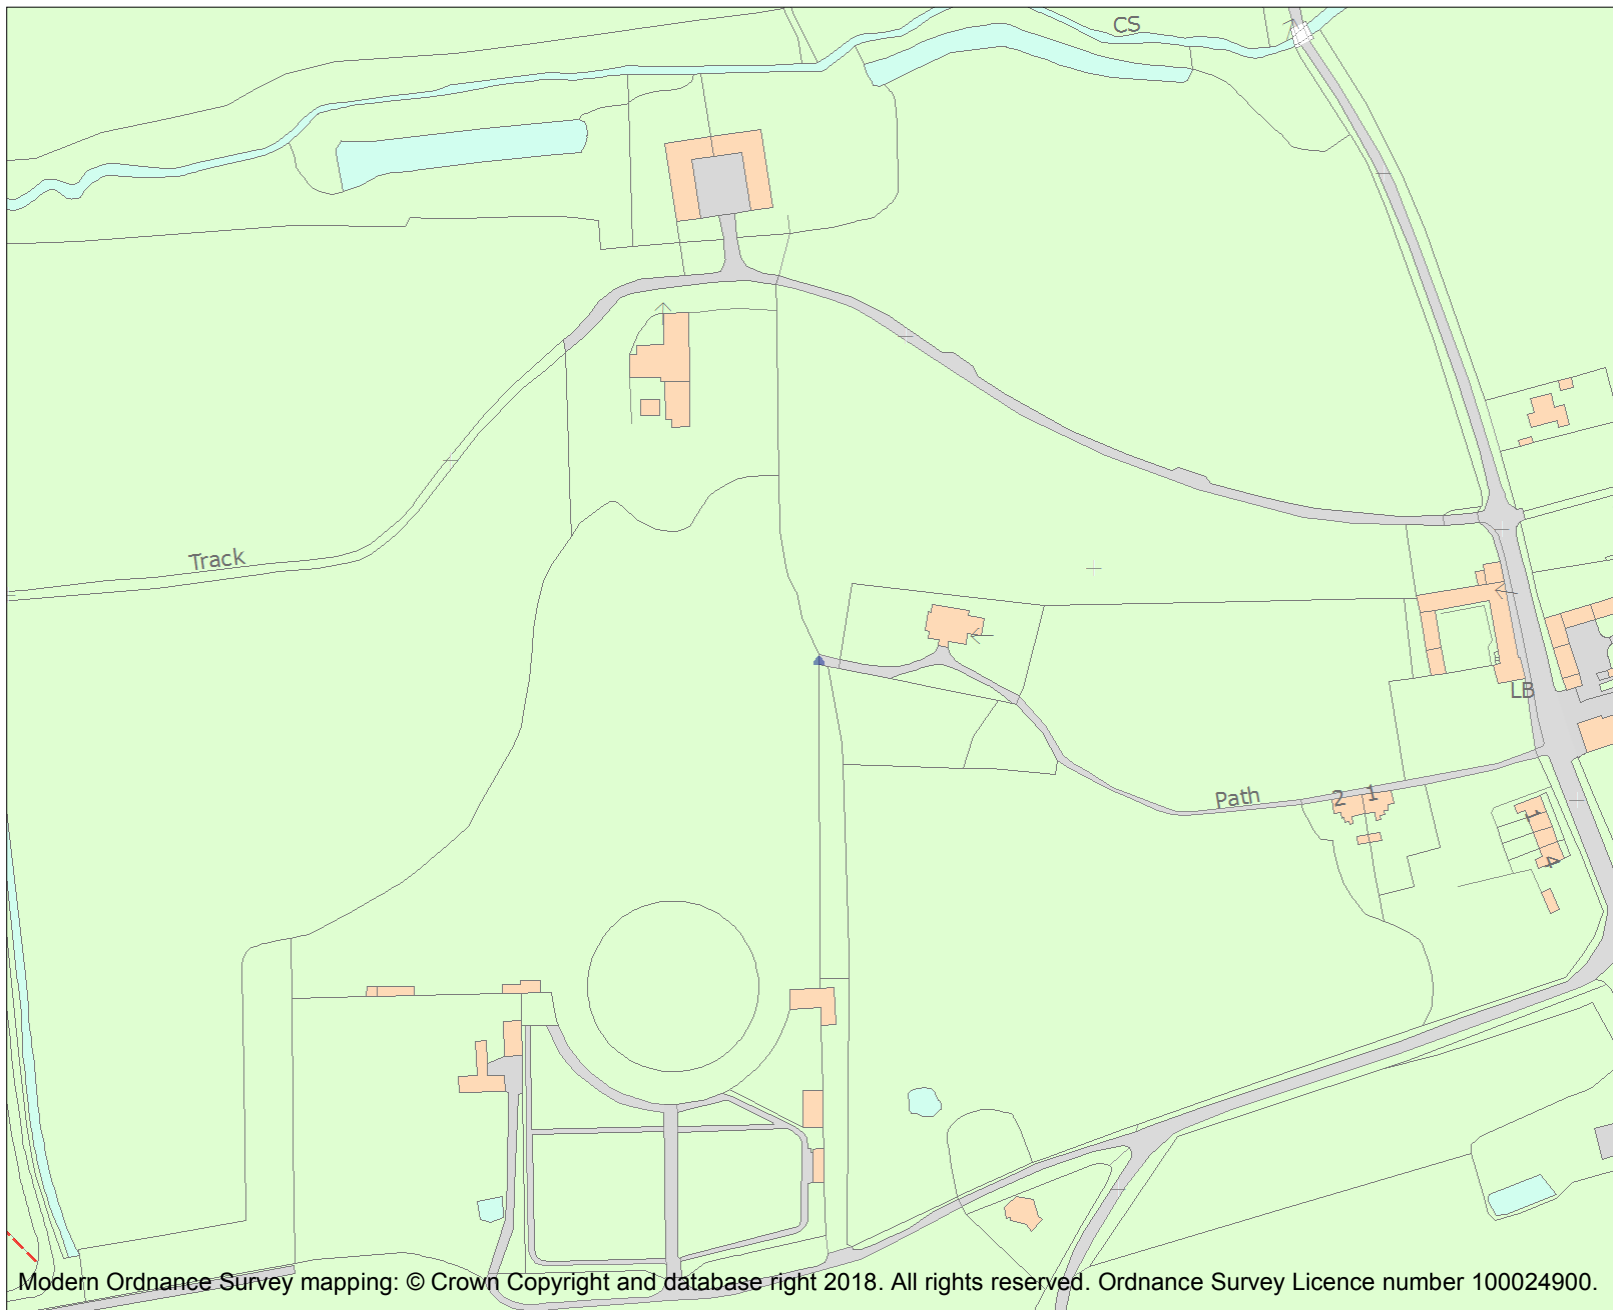 CS
Track
LB
Path
2 1
1
4
Modern Ordnance Survey mapping: © Crown Copyright and database right 2018. All rights reserved. Ordnance Survey Licence number 100024900.